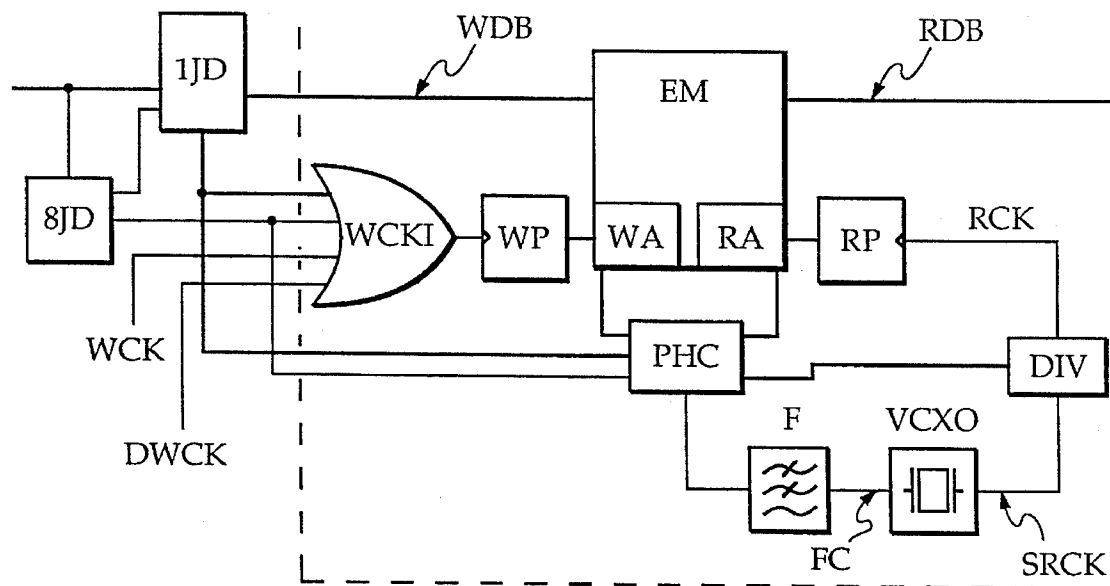 WDB
RDB
1JD
EM
8JD
WCKI
WP
WA
RA
RP
RCK
WCK
PHC
DIV
DWCK
F
VCXO
FC
SRCK